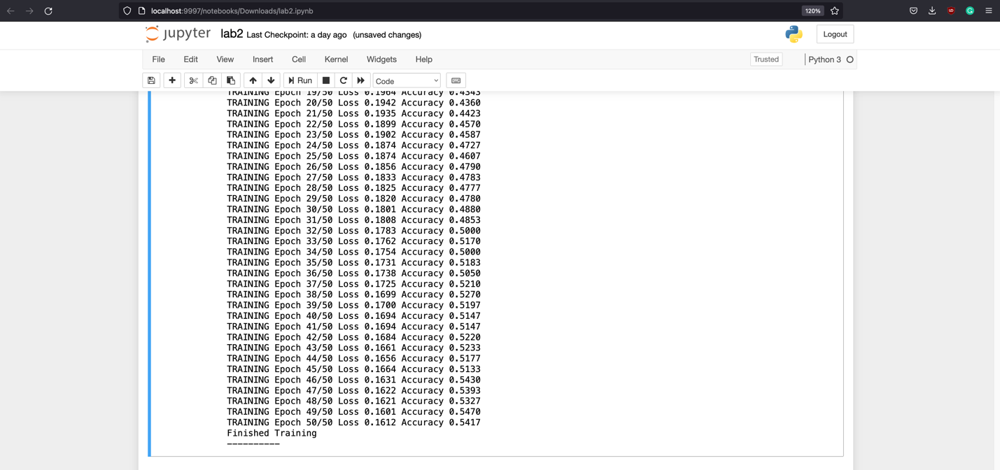 localhost:9997/notebooks/Downloads/lab2.ipynb
120%
jupyter lab2 Last Checkpoint: a day ago (unsaved changes)
Logout
File Edit View Insert Cell Kernel Widgets Help
Trusted
Python 3
Run
Code
TRAINING Epoch 19/50 Loss 0.1964 Accuracy 0.4343
TRAINING Epoch 20/50 Loss 0.1942 Accuracy 0.4360
TRAINING Epoch 21/50 Loss 0.1935 Accuracy 0.4423
TRAINING Epoch 22/50 Loss 0.1899 Accuracy 0.4570
TRAINING Epoch 23/50 Loss 0.1902 Accuracy 0.4587
TRAINING Epoch 24/50 Loss 0.1874 Accuracy 0.4727
TRAINING Epoch 25/50 Loss 0.1874 Accuracy 0.4607
TRAINING Epoch 26/50 Loss 0.1856 Accuracy 0.4790
TRAINING Epoch 27/50 Loss 0.1833 Accuracy 0.4783
TRAINING Epoch 28/50 Loss 0.1825 Accuracy 0.4777
TRAINING Epoch 29/50 Loss 0.1820 Accuracy 0.4780
TRAINING Epoch 30/50 Loss 0.1801 Accuracy 0.4880
TRAINING Epoch 31/50 Loss 0.1808 Accuracy 0.4853
TRAINING Epoch 32/50 Loss 0.1783 Accuracy 0.5000
TRAINING Epoch 33/50 Loss 0.1762 Accuracy 0.5170
TRAINING Epoch 34/50 Loss 0.1754 Accuracy 0.5000
TRAINING Epoch 35/50 Loss 0.1731 Accuracy 0.5183
TRAINING Epoch 36/50 Loss 0.1738 Accuracy 0.5050
TRAINING Epoch 37/50 Loss 0.1725 Accuracy 0.5210
TRAINING Epoch 38/50 Loss 0.1699 Accuracy 0.5270
TRAINING Epoch 39/50 Loss 0.1700 Accuracy 0.5197
TRAINING Epoch 40/50 Loss 0.1694 Accuracy 0.5147
TRAINING Epoch 41/50 Loss 0.1694 Accuracy 0.5147
TRAINING Epoch 42/50 Loss 0.1684 Accuracy 0.5220
TRAINING Epoch 43/50 Loss 0.1661 Accuracy 0.5233
TRAINING Epoch 44/50 Loss 0.1656 Accuracy 0.5177
TRAINING Epoch 45/50 Loss 0.1664 Accuracy 0.5133
TRAINING Epoch 46/50 Loss 0.1631 Accuracy 0.5430
TRAINING Epoch 47/50 Loss 0.1622 Accuracy 0.5393
TRAINING Epoch 48/50 Loss 0.1621 Accuracy 0.5327
TRAINING Epoch 49/50 Loss 0.1601 Accuracy 0.5470
TRAINING Epoch 50/50 Loss 0.1612 Accuracy 0.5417
Finished Training
----------